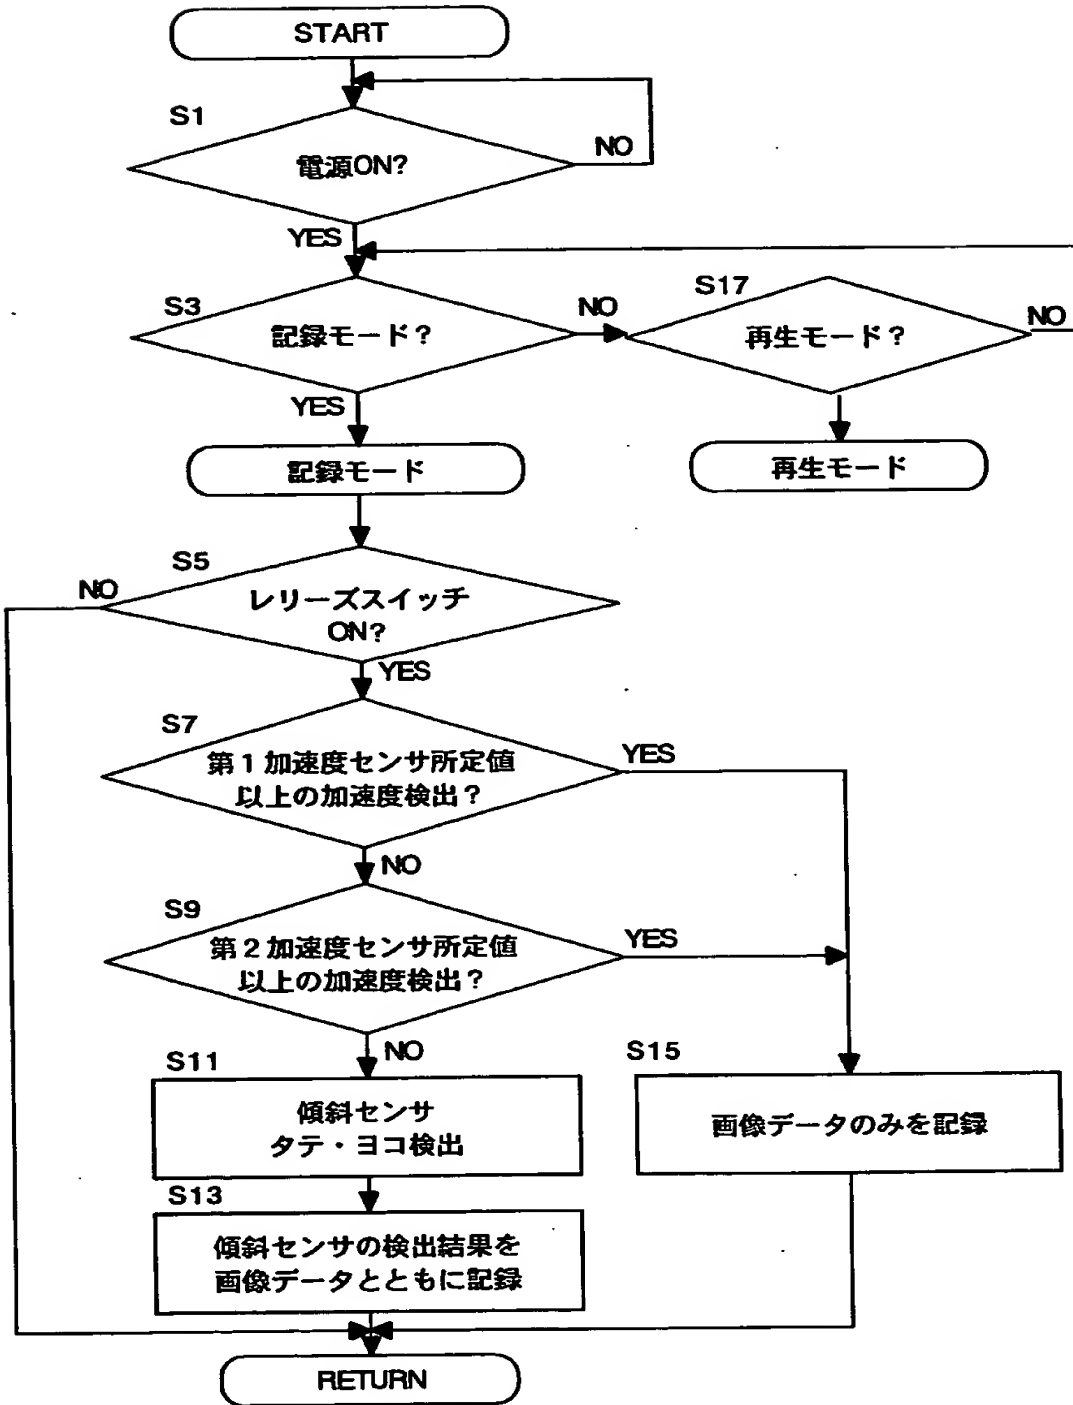 START
S1
電源ON?
NO
YES
S3
記録モード？
NO
S17
再生モード？
NO
YES
記録モード
再生モード
S5
NO
レリーズスイッチ
ON?
YES
S7
第1加速度センサ所定値
以上の加速度検出？
YES
NO
S9
第2加速度センサ所定値
以上の加速度検出？
YES
NO
S11
傾斜センサ
タテ・ヨコ検出
S15
画像データのみを記録
S13
傾斜センサの検出結果を
画像データとともに記録
RETURN